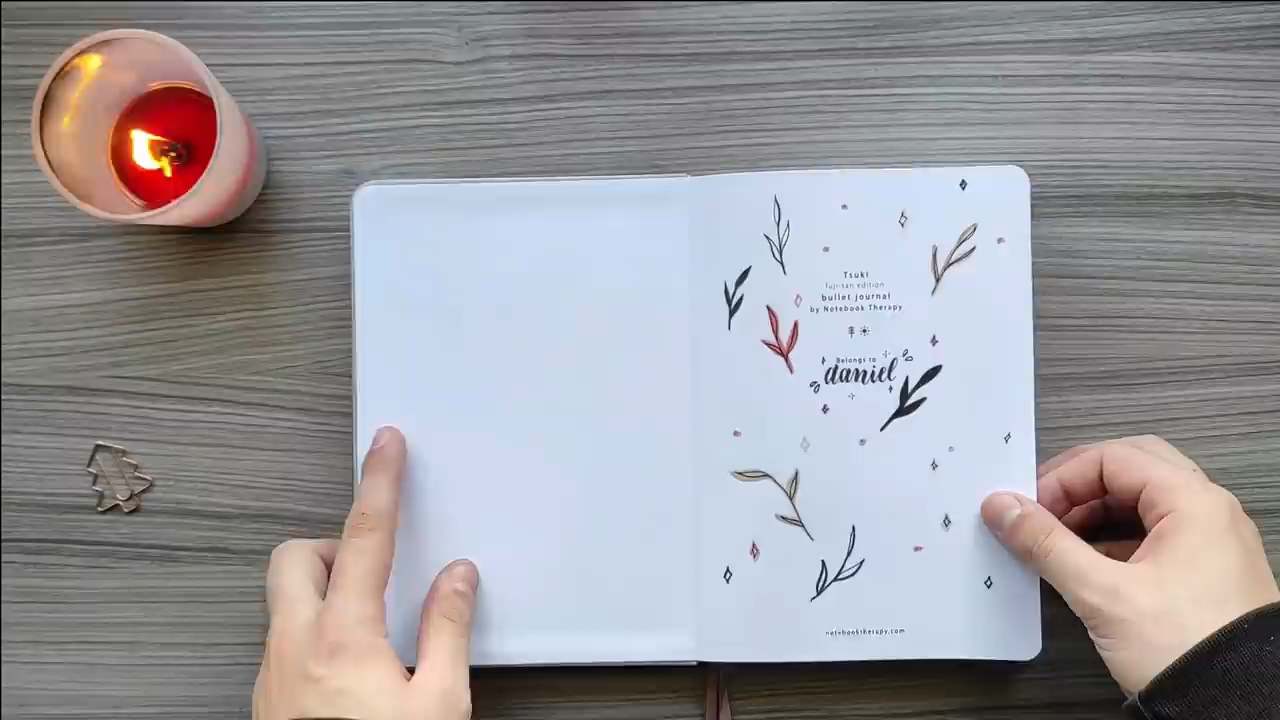 Tsuki
fuji-san edition
bullet journal
by Notebook Therapy
Belongs to
daniel
notebooktherapy.com